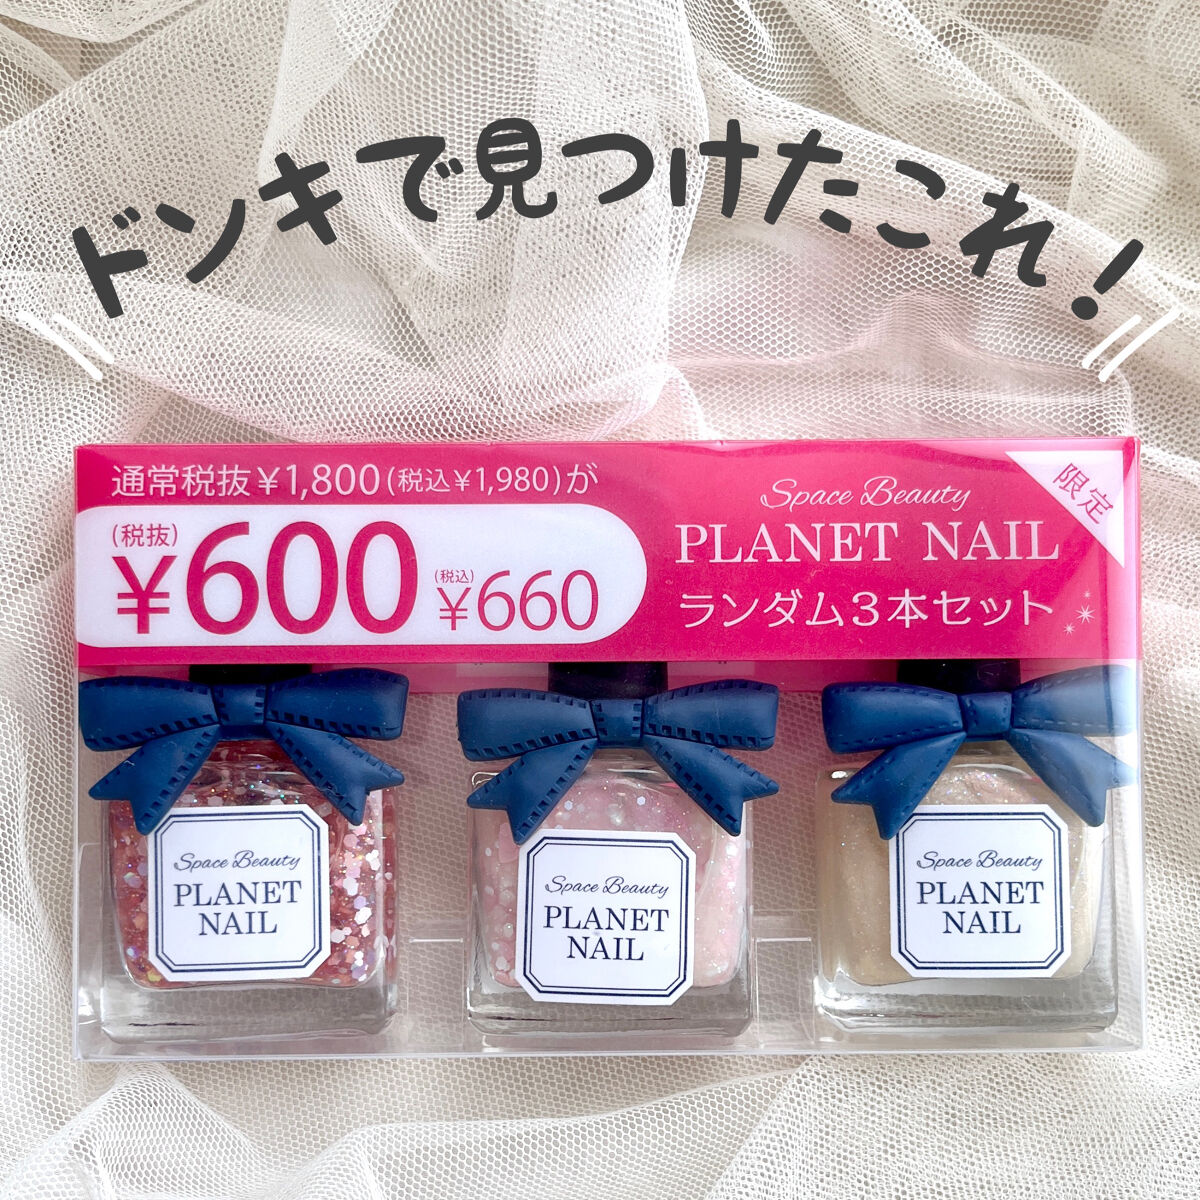 ドンキで見つけたこれ!
通常税抜¥1,800(税込¥1,980)が
(税抜)
¥600
(税込)
¥660
Space Beauty
PLANET NAIL
ランダム3本セット
限定
Space Beauty
PLANET
NAIL
Space Beauty
PLANET
NAIL
Space Beauty
PLANET
NAIL